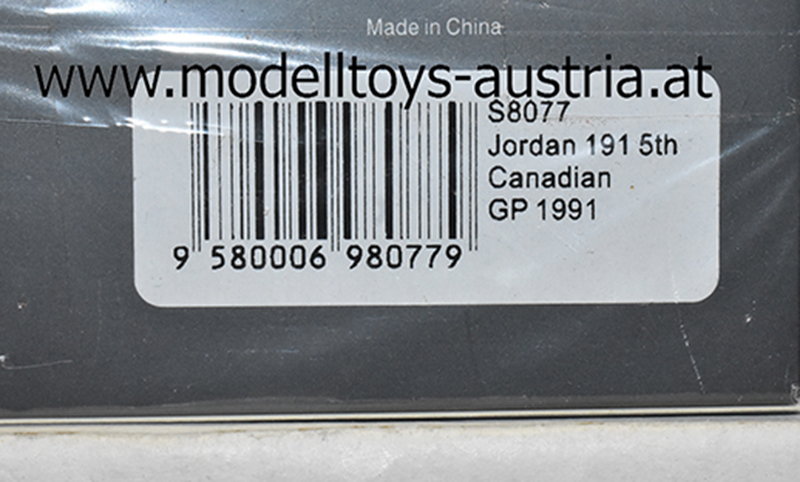 Made in China
www.modelltoys-austria.at
S8077
Jordan 191 5th
Canadian
GP 1991
9 580006 980779